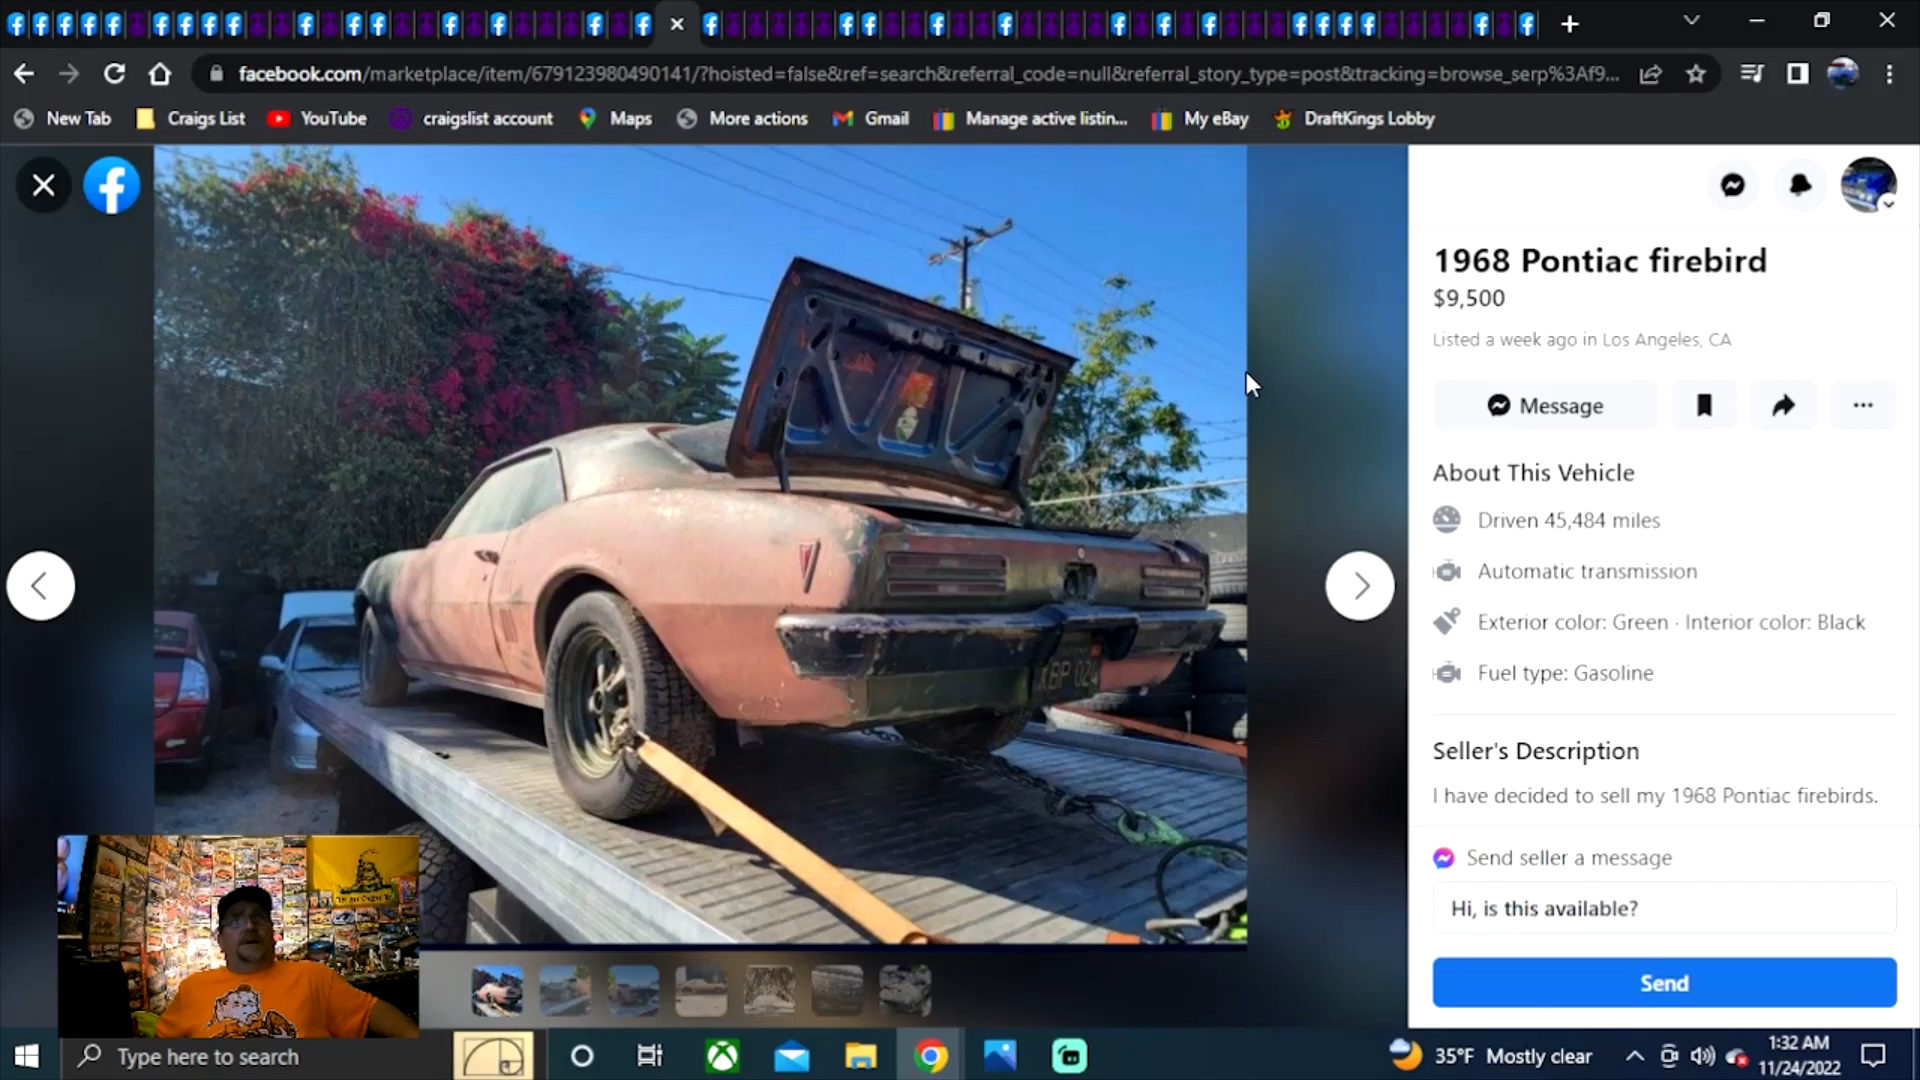 facebook.com/marketplace/item/679123980490141/?hoisted=false&ref=search&referral_code=null&referral_story_type=post&tracking=browse_serp%3Af9...
New Tab Craigs List YouTube craigslist account Maps More actions Gmail Manage active listin... My eBay DraftKings Lobby
1968 Pontiac firebird
$9,500
Listed a week ago in Los Angeles, CA
Message
About This Vehicle
Driven 45,484 miles
Automatic transmission
Exterior color: Green · Interior color: Black
Fuel type: Gasoline
Seller's Description
I have decided to sell my 1968 Pontiac firebirds.
Send seller a message
Hi, is this available?
Send
XBP 024
Type here to search
35°F Mostly clear
1:32 AM
11/24/2022